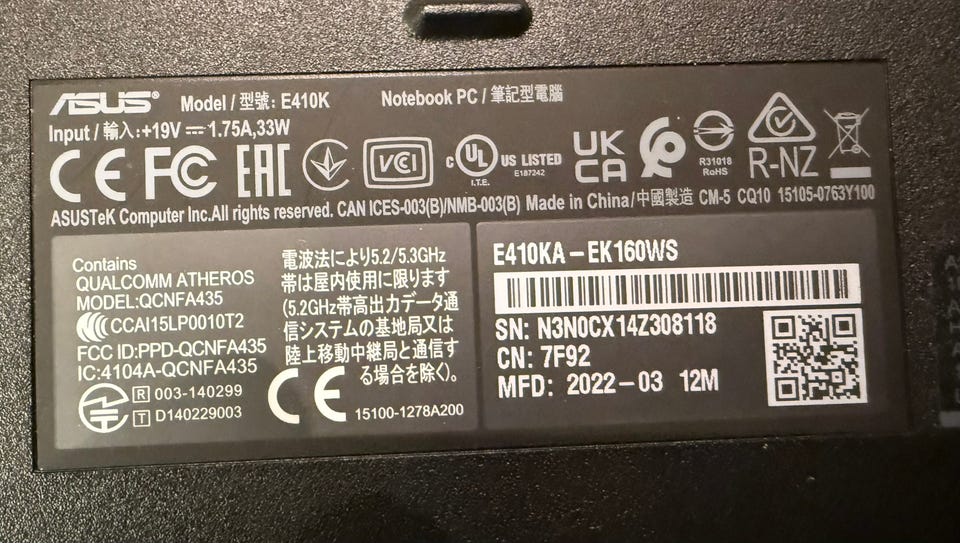 ASUS® Model / 型號: E410K Notebook PC / 筆記型電腦
Input / 輸入:+19V ⎓ 1.75A,33W
CE FC EAC VCI c UL US LISTED UK CA R31018 RoHS R-NZ
I.T.E. E187242
ASUSTeK Computer Inc.All rights reserved. CAN ICES-003(B)/NMB-003(B) Made in China/中國製造 CM-5 CQ10 15105-0763Y100
Contains
QUALCOMM ATHEROS
MODEL:QCNFA435
CCAI15LP0010T2
FCC ID:PPD-QCNFA435
IC:4104A-QCNFA435
R 003-140299
T D140229003
電波法により5.2/5.3GHz
帯は屋内使用に限ります
(5.2GHz帯高出力データ通
信システムの基地局又は
陸上移動中継局と通信す
る場合を除く)。
CE 15100-1278A200
E410KA-EK160WS
SN: N3N0CX14Z308118
CN: 7F92
MFD: 2022-03 12M